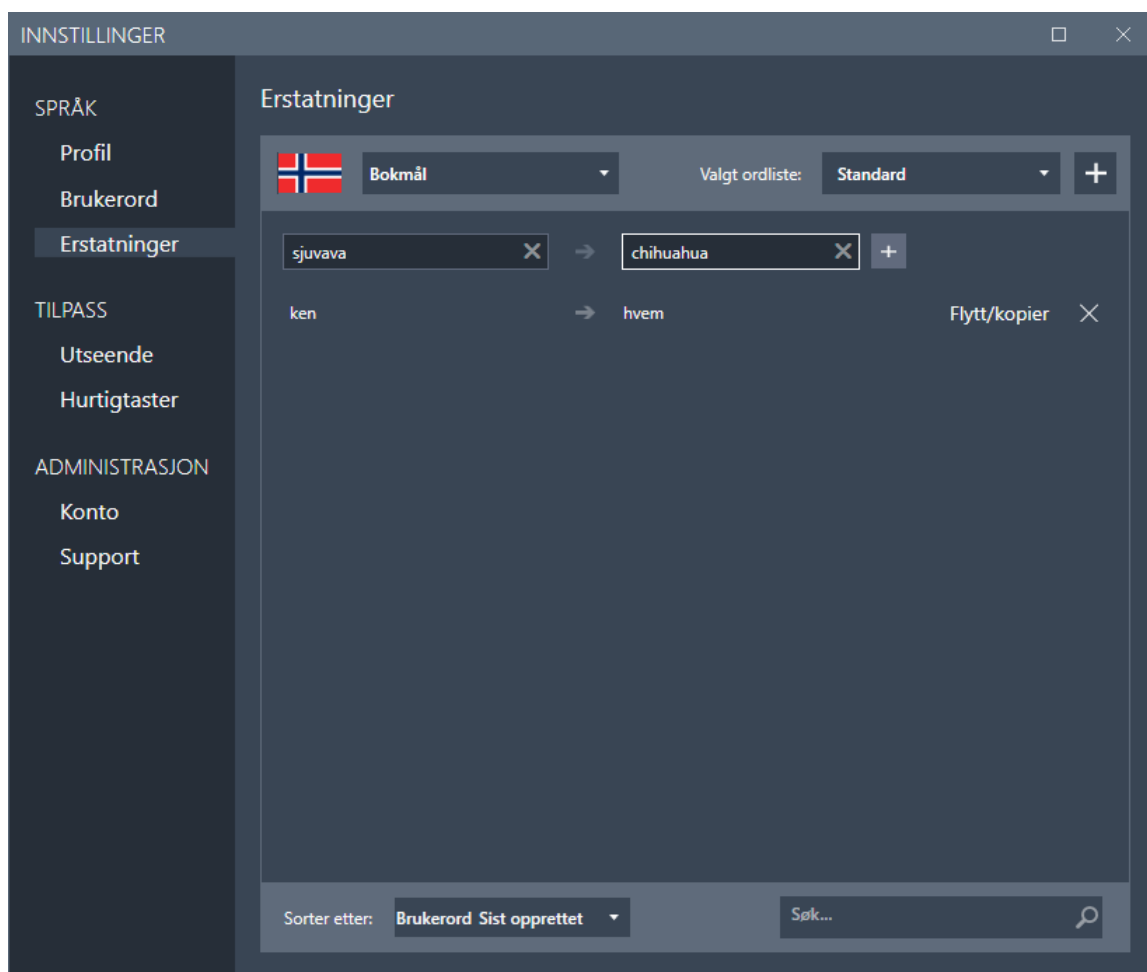 INNSTILLINGER
SPRÅK
Profil
Brukerord
Erstatninger
TILPASS
Utseende
Hurtigtaster
ADMINISTRASJON
Konto
Support
Erstatninger
Bokmål Valgt ordliste: Standard
sjuvava chihuahua
ken hvem Flytt/kopier
Sorter etter: Brukerord Sist opprettet Søk...